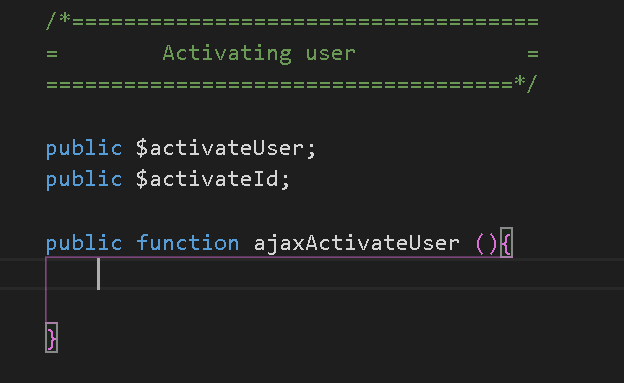 /*====================================
= Activating user =
====================================*/
public $activateUser;
public $activateId;
public function ajaxActivateUser (){
}